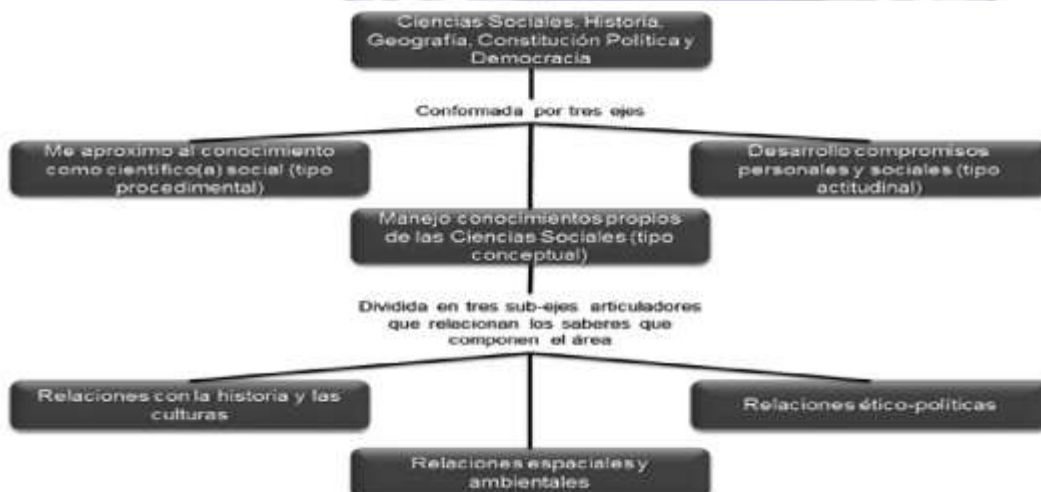 Ciencias Sociales, Historia,
Geografía, Constitución Política y
Democracia
Conformada por tres ejes
Me aproximo al conocimiento
como científico(a) social (tipo
procedimental)
Desarrollo compromisos
personales y sociales (tipo
actitudinal)
Manejo conocimientos propios
de las Ciencias Sociales (tipo
conceptual)
Dividida en tres sub-ejes articuladores
que relacionan los saberes que
componen el área
Relaciones con la historia y las
culturas
Relaciones ético-políticas
Relaciones espaciales y
ambientales